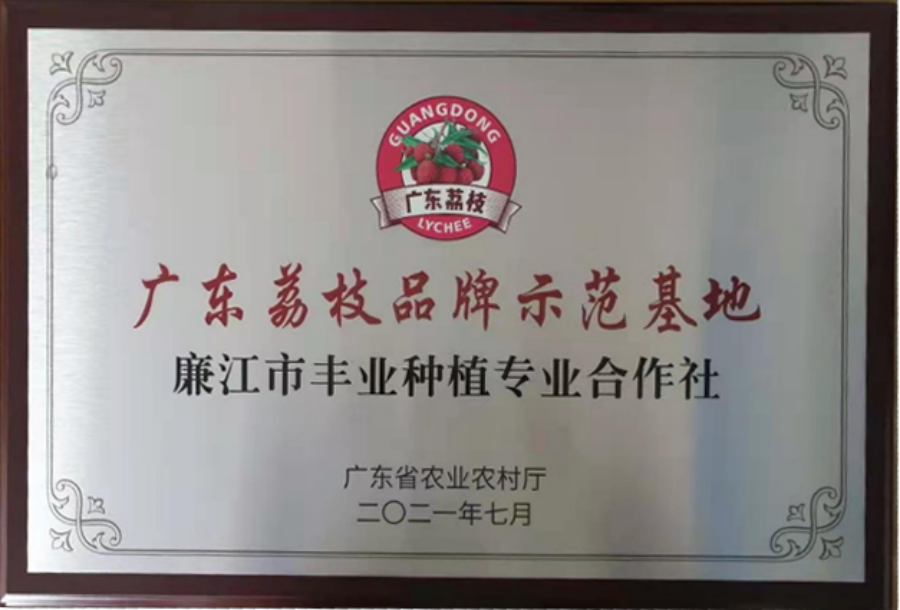 GUANGDONG
广东荔枝
LYCHEE
广东荔枝品牌示范基地
廉江市丰业种植专业合作社
广东省农业农村厅
二〇二一年七月